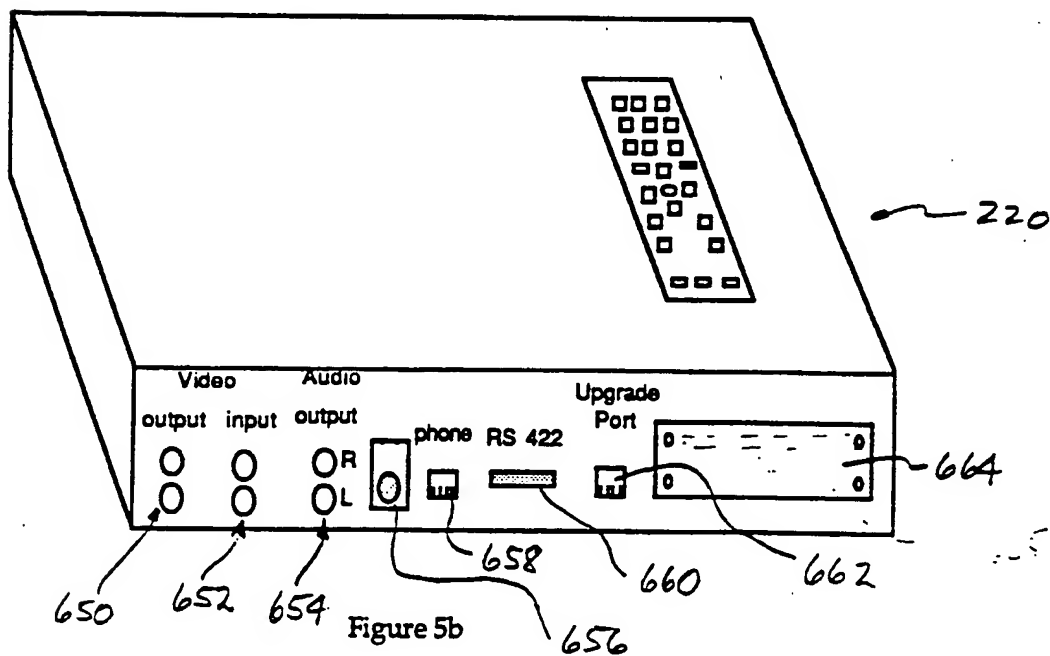 220
Video Audio
output input output
Upgrade
Port
phone RS 422
R
L
664
650
652
654
658
660
662
656
Figure 5b